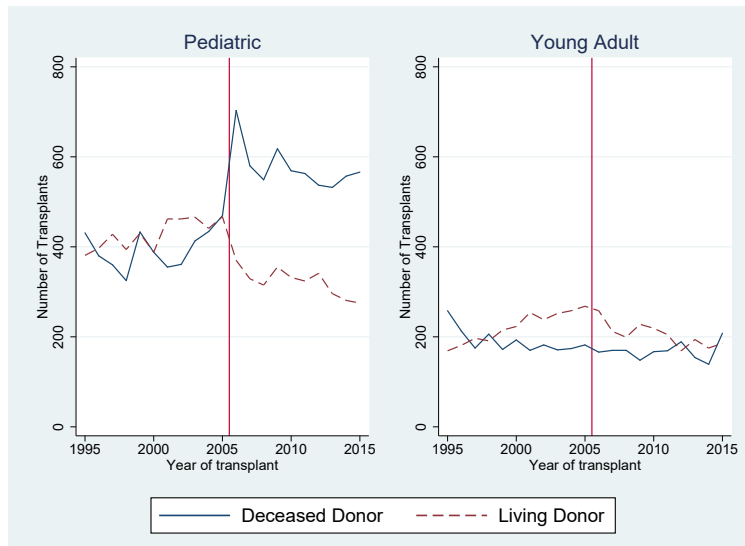 Pediatric
Young Adult
Number of Transplants
800
600
400
200
0
1995 2000 2005 2010 2015
Year of transplant
Number of Transplants
800
600
400
200
0
1995 2000 2005 2010 2015
Year of transplant
Deceased Donor Living Donor